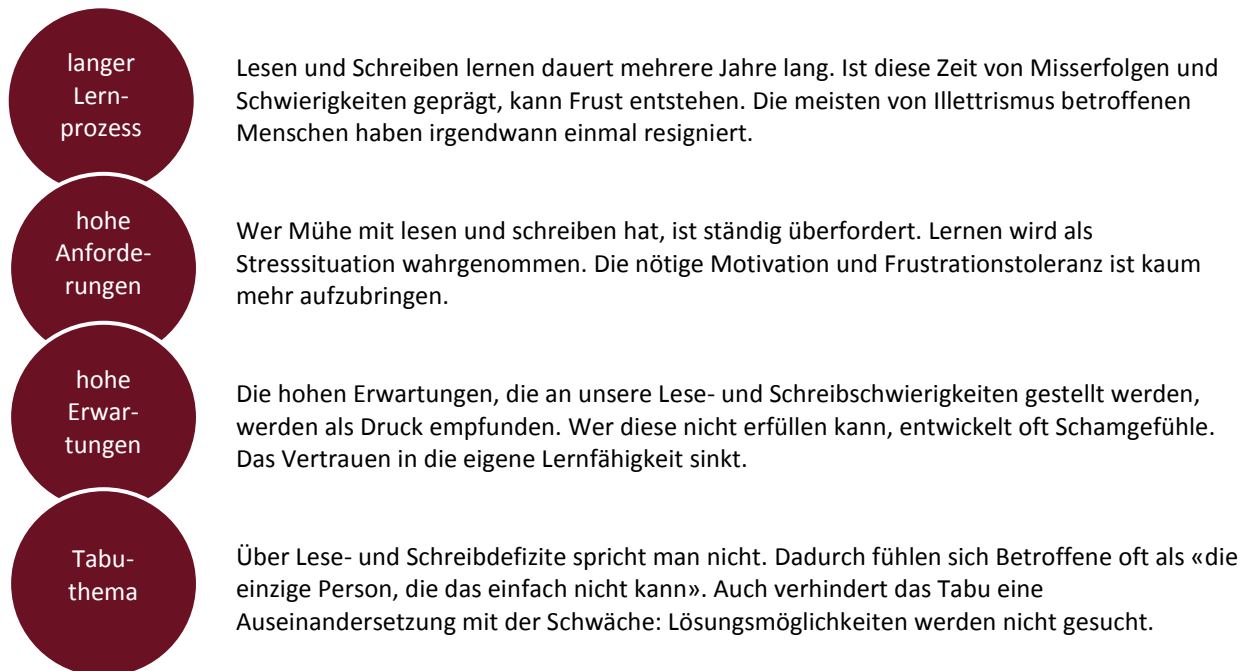 langer
Lern-
prozess
Lesen und Schreiben lernen dauert mehrere Jahre lang. Ist diese Zeit von Misserfolgen und
Schwierigkeiten geprägt, kann Frust entstehen. Die meisten von Illettrismus betroffenen
Menschen haben irgendwann einmal resigniert.
hohe
Anforde-
rungen
Wer Mühe mit lesen und schreiben hat, ist ständig überfordert. Lernen wird als
Stresssituation wahrgenommen. Die nötige Motivation und Frustrationstoleranz ist kaum
mehr aufzubringen.
hohe
Erwar-
tungen
Die hohen Erwartungen, die an unsere Lese- und Schreibschwierigkeiten gestellt werden,
werden als Druck empfunden. Wer diese nicht erfüllen kann, entwickelt oft Schamgefühle.
Das Vertrauen in die eigene Lernfähigkeit sinkt.
Tabu-
thema
Über Lese- und Schreibdefizite spricht man nicht. Dadurch fühlen sich Betroffene oft als «die
einzige Person, die das einfach nicht kann». Auch verhindert das Tabu eine
Auseinandersetzung mit der Schwäche: Lösungsmöglichkeiten werden nicht gesucht.